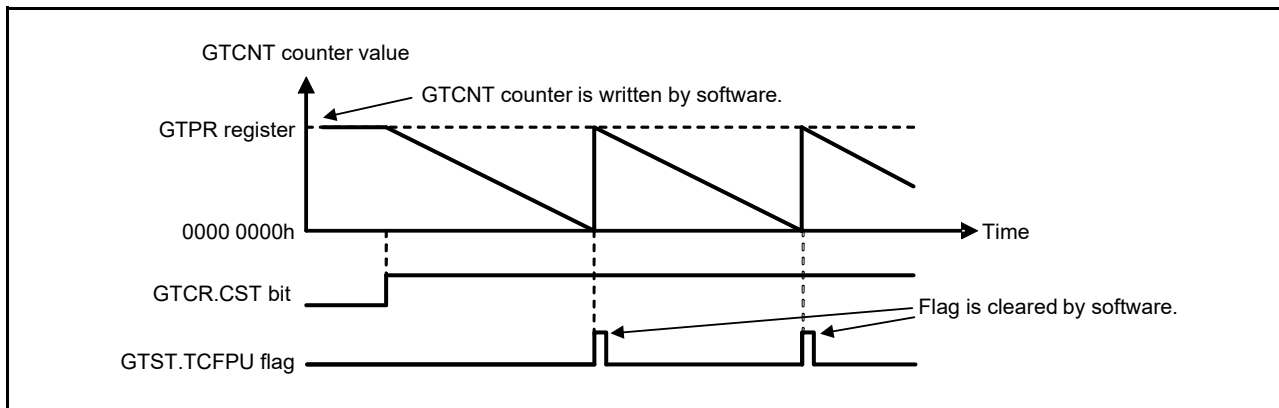 GTCNT counter value
GTCNT counter is written by software.
GTPR register
0000 0000h
Time
GTCR.CST bit
Flag is cleared by software.
GTST.TCFPU flag